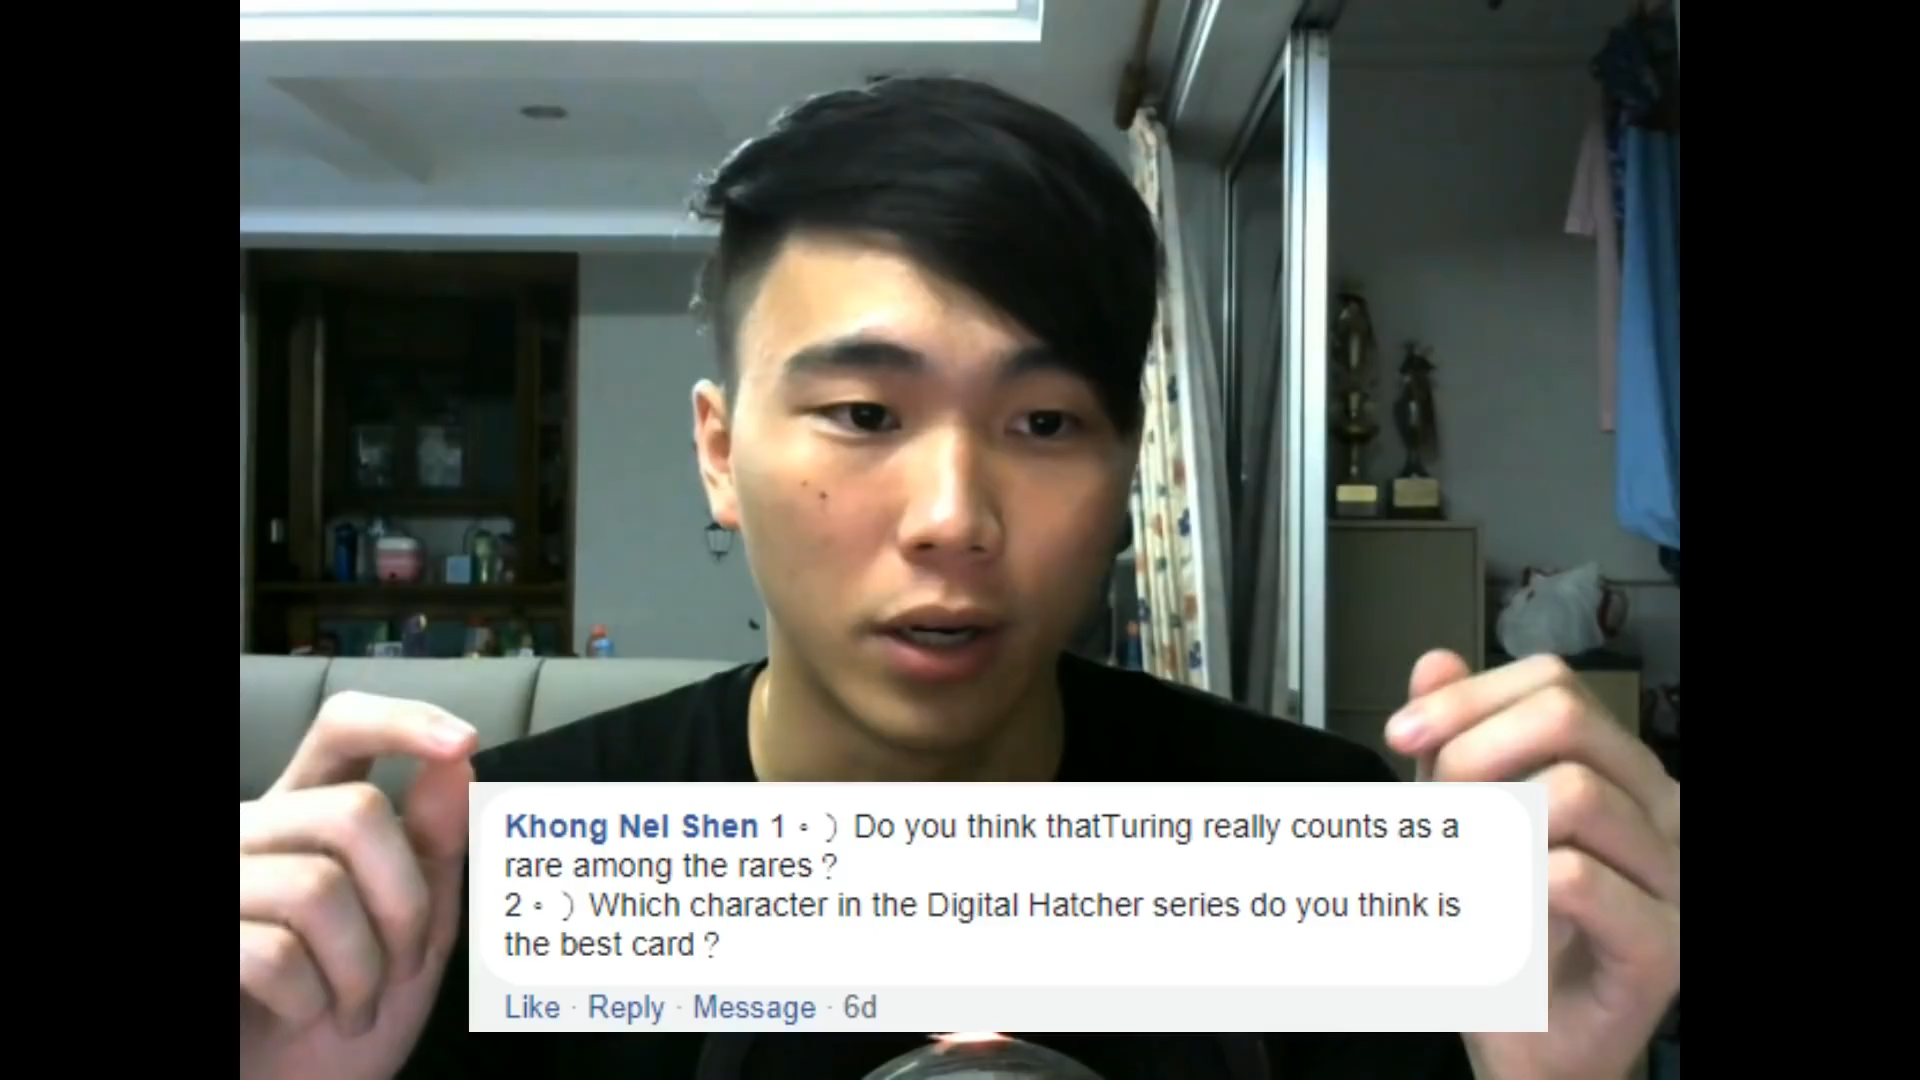 Khong Nel Shen 1。) Do you think thatTuring really counts as a
rare among the rares ?
2。) Which character in the Digital Hatcher series do you think is
the best card ?
Like · Reply · Message · 6d